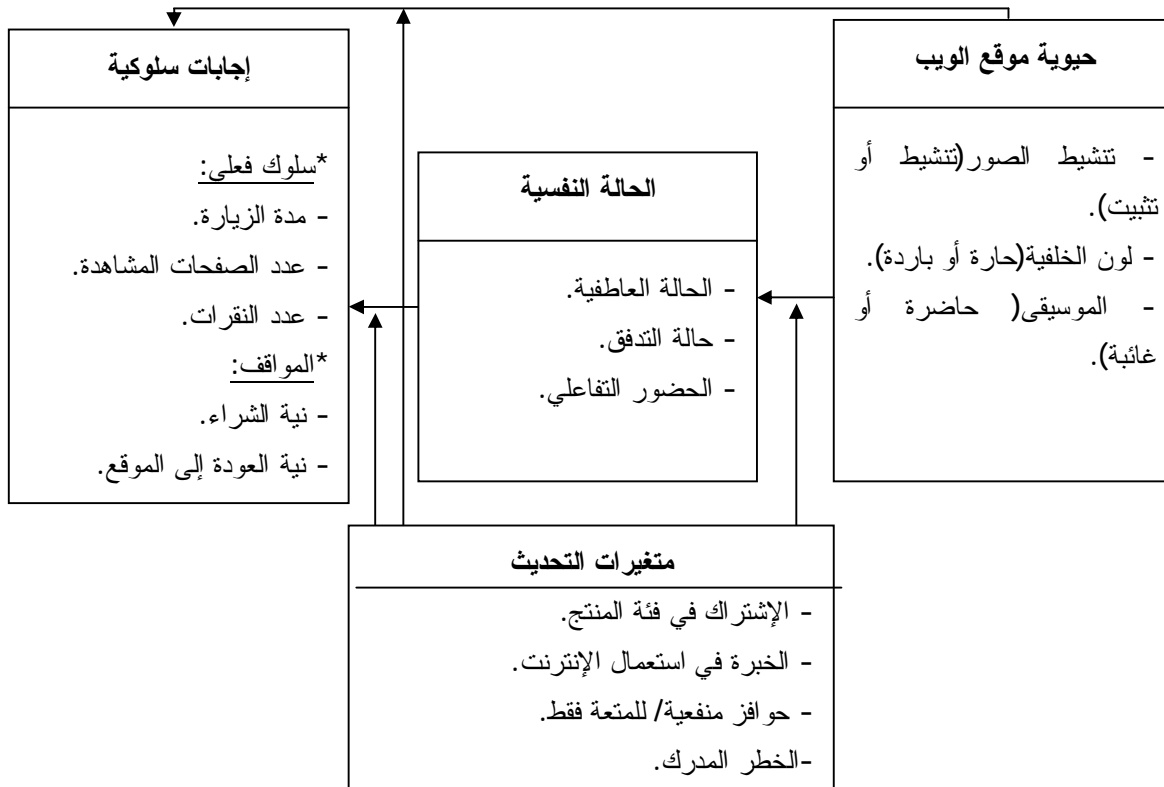 حيوية موقع الويب
- تنشيط الصور(تنشيط أو
تثبيت).
- لون الخلفية(حارة أو باردة).
- الموسيقى( حاضرة أو
غائبة).
الحالة النفسية
- الحالة العاطفية.
- حالة التدفق.
- الحضور التفاعلي.
إجابات سلوكية
*سلوك فعلي:
- مدة الزيارة.
- عدد الصفحات المشاهدة.
- عدد النقرات.
*المواقف:
- نية الشراء.
- نية العودة إلى الموقع.
متغيرات التحديث
- الإشتراك في فئة المنتج.
- الخبرة في استعمال الإنترنت.
- حوافز منفعية/ للمتعة فقط.
-الخطر المدرك.